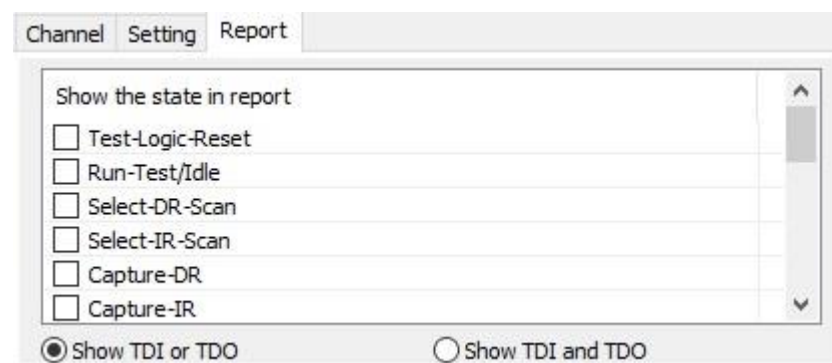 Channel Setting Report
Show the state in report
Test-Logic-Reset
Run-Test/Idle
Select-DR-Scan
Select-IR-Scan
Capture-DR
Capture-IR
Show TDI or TDO Show TDI and TDO